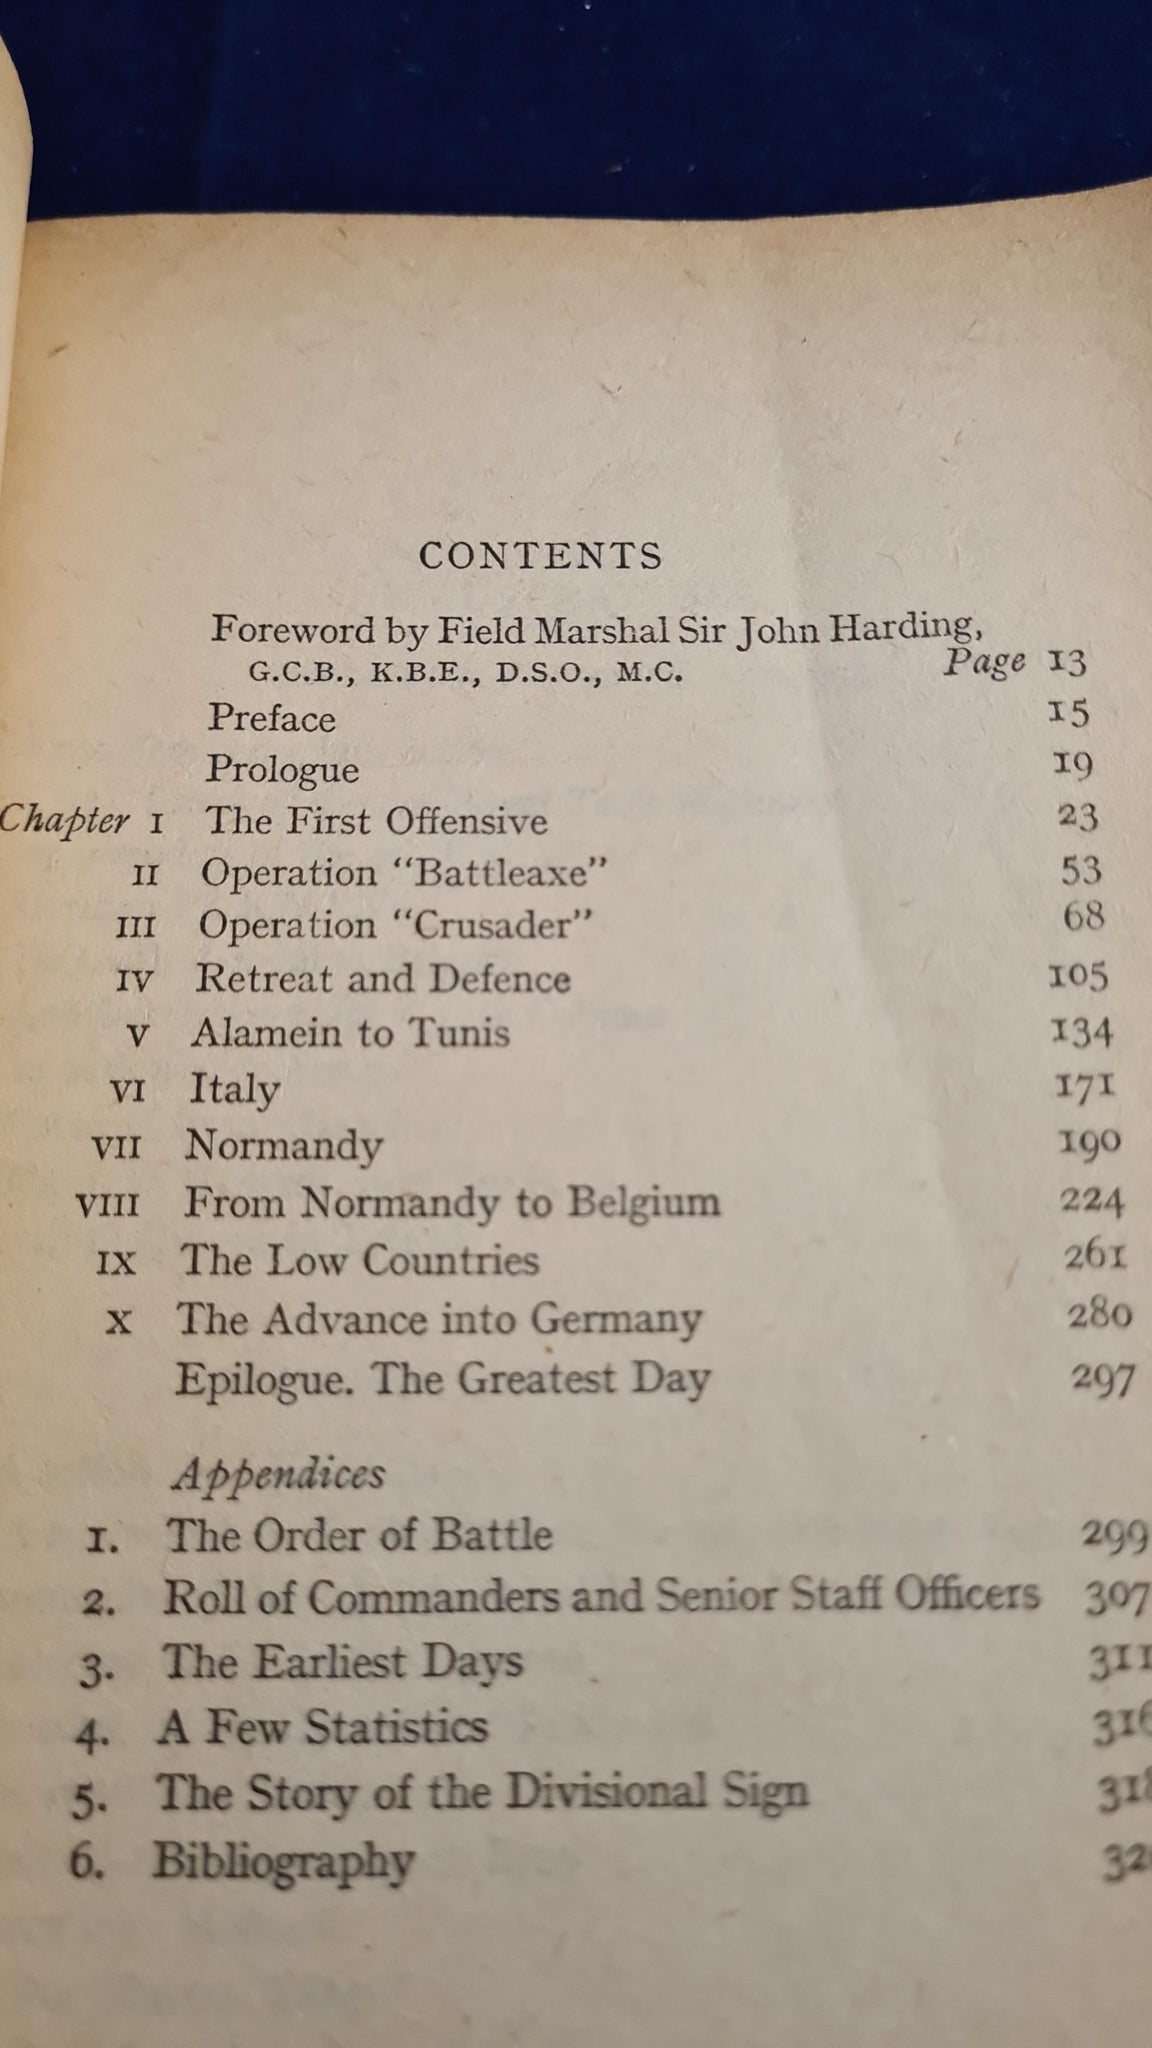 CONTENTS
Foreword by Field Marshal Sir John Harding,
G.C.B., K.B.E., D.S.O., M.C. Page 13
Preface 15
Prologue 19
Chapter I The First Offensive 23
II Operation “Battleaxe” 53
III Operation “Crusader” 68
IV Retreat and Defence 105
V Alamein to Tunis 134
VI Italy 171
VII Normandy 190
VIII From Normandy to Belgium 224
IX The Low Countries 261
X The Advance into Germany 280
Epilogue. The Greatest Day 297
Appendices
1. The Order of Battle 299
2. Roll of Commanders and Senior Staff Officers 307
3. The Earliest Days 311
4. A Few Statistics 316
5. The Story of the Divisional Sign 318
6. Bibliography